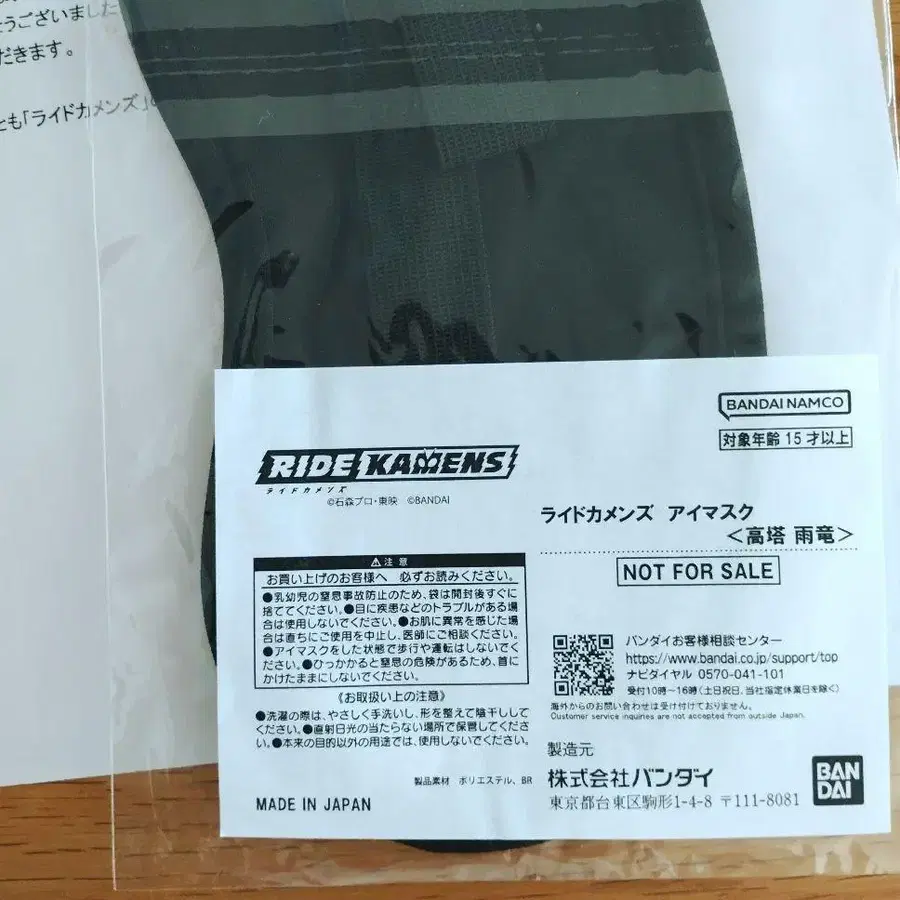 うございました
だきます。
とも「ライドカメンズ」
BANDAI NAMCO
対象年齢 15才以上
RIDE KAMENS
ライドカメンズ
©石森プロ・東映 ©BANDAI
ライドカメンズ アイマスク
<高塔 雨竜>
NOT FOR SALE
⚠注意
お買い上げのお客様へ 必ずお読みください。
●乳幼児の窒息事故防止のため、袋は開封後すぐに
捨ててください。●目に疾患などのトラブルがある場
合は使用しないでください。●お肌に異常を感じた場
合は直ちにご使用を中止し、医師にご相談ください。
●アイマスクをした状態で歩行や運転はしないでくだ
さい。●ひっかかると窒息の危険があるため、首に
かけたままにしないでください。
《お取扱い上の注意》
●洗濯の際は、やさしく手洗いし、形を整えて陰干しして
ください。●直射日光の当たらない場所で保管してくださ
い。●本来の目的以外の用途では、使用しないでください。
製品素材 ポリエステル、BR
MADE IN JAPAN
バンダイお客様相談センター
https://www.bandai.co.jp/support/top
ナビダイヤル 0570-041-101
受付10時~16時(土日祝日、当社指定休業日を除く)
海外からのお問い合わせは受け付けておりません。
Customer service inquiries are not accepted from outside Japan.
製造元
株式会社バンダイ
東京都台東区駒形1-4-8 〒111-8081
BAN
DAI